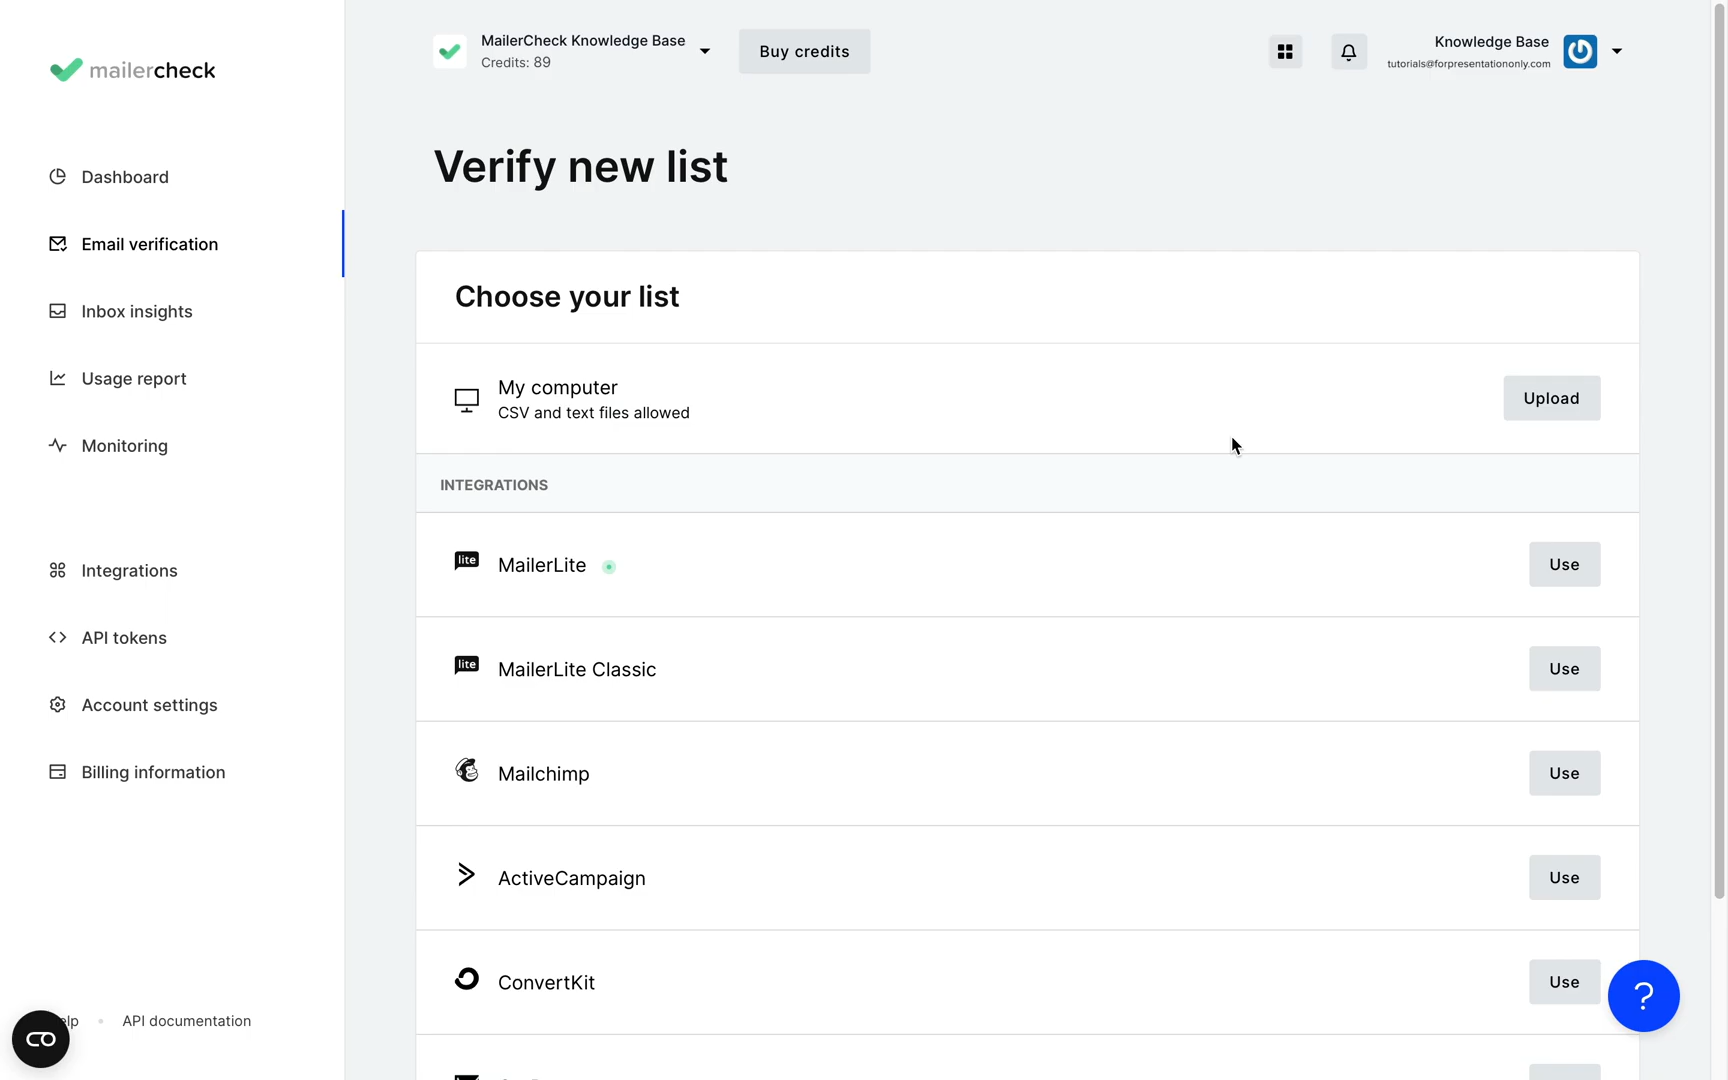 mailercheck
Dashboard
Email verification
Inbox insights
Usage report
Monitoring
Integrations
API tokens
Account settings
Billing information
elp • API documentation
MailerCheck Knowledge Base
Credits: 89
Buy credits
Knowledge Base
tutorials@forpresentationonly.com
Verify new list
Choose your list
My computer
CSV and text files allowed
Upload
INTEGRATIONS
lite MailerLite
Use
lite MailerLite Classic
Use
Mailchimp
Use
ActiveCampaign
Use
ConvertKit
Use
?